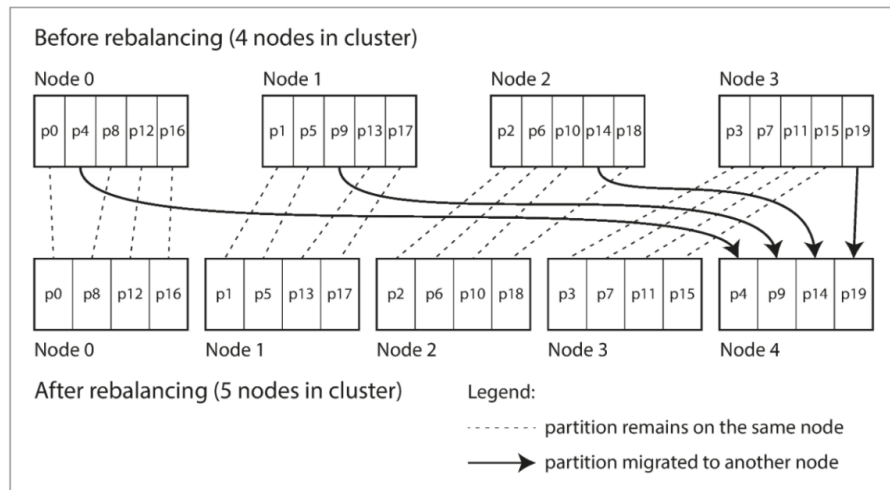 Before rebalancing (4 nodes in cluster)
Node 0 Node 1 Node 2 Node 3
p0 p4 p8 p12 p16 p1 p5 p9 p13 p17 p2 p6 p10 p14 p18 p3 p7 p11 p15 p19
p0 p8 p12 p16 p1 p5 p13 p17 p2 p6 p10 p18 p3 p7 p11 p15 p4 p9 p14 p19
Node 0 Node 1 Node 2 Node 3 Node 4
After rebalancing (5 nodes in cluster)
Legend:
partition remains on the same node
partition migrated to another node